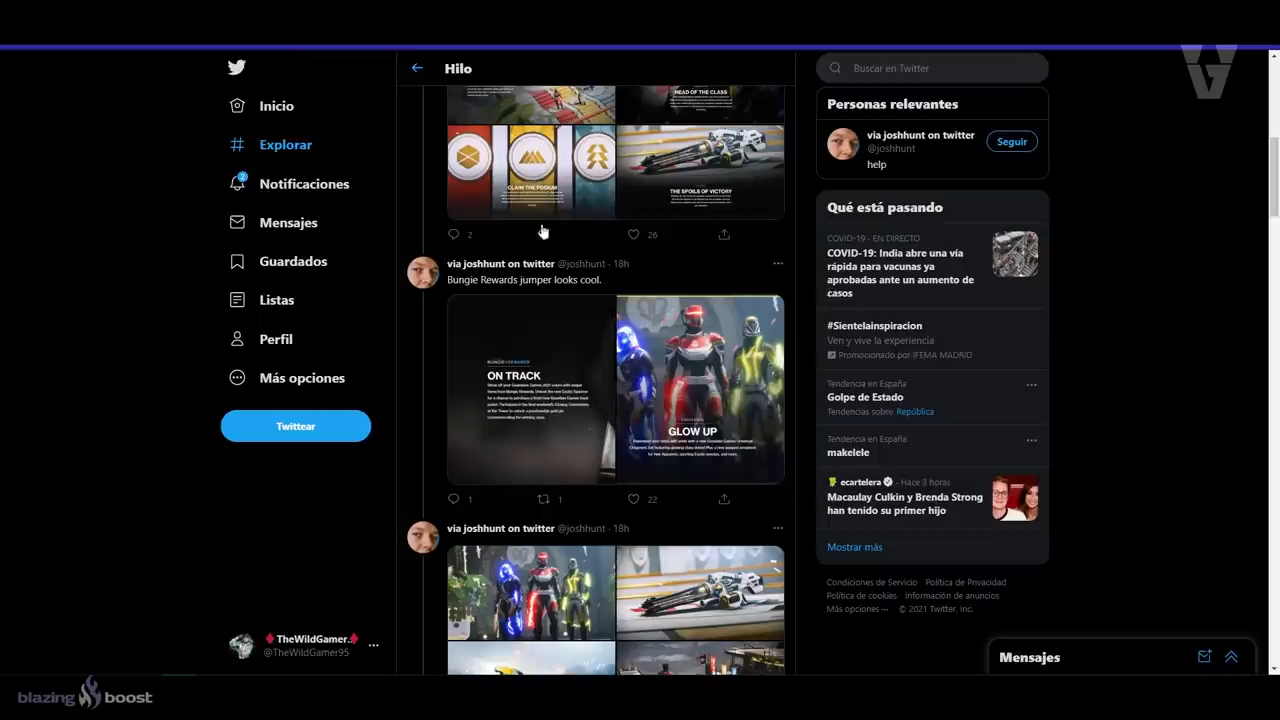 Hilo
Inicio
Explorar
2
Notificaciones
Mensajes
Guardados
Listas
Perfil
Más opciones
Twittear
TheWildGamer..
@TheWildGamer95
HEAD OF THE CLASS
CLAIM THE PODIUM
THE SPOILS OF VICTORY
2
26
via joshhunt on twitter @joshhunt · 18h
Bungie Rewards jumper looks cool.
ON TRACK
GLOW UP
1
1
22
via joshhunt on twitter @joshhunt · 18h
Buscar en Twitter
Personas relevantes
via joshhunt on twitter
@joshhunt
help
Seguir
Qué está pasando
COVID-19 · EN DIRECTO
COVID-19: India abre una vía
rápida para vacunas ya
aprobadas ante un aumento de
casos
#Sientelainspiracion
Ven y vive la experiencia
Promocionado por IFEMA MADRID
Tendencia en España
Golpe de Estado
Tendencias sobre República
Tendencia en España
makelele
ecartelera · Hace 3 horas
Macaulay Culkin y Brenda Strong
han tenido su primer hijo
Mostrar más
Condiciones de Servicio Política de Privacidad
Política de cookies Información de anuncios
Más opciones ··· © 2021 Twitter, Inc.
Mensajes
blazing boost